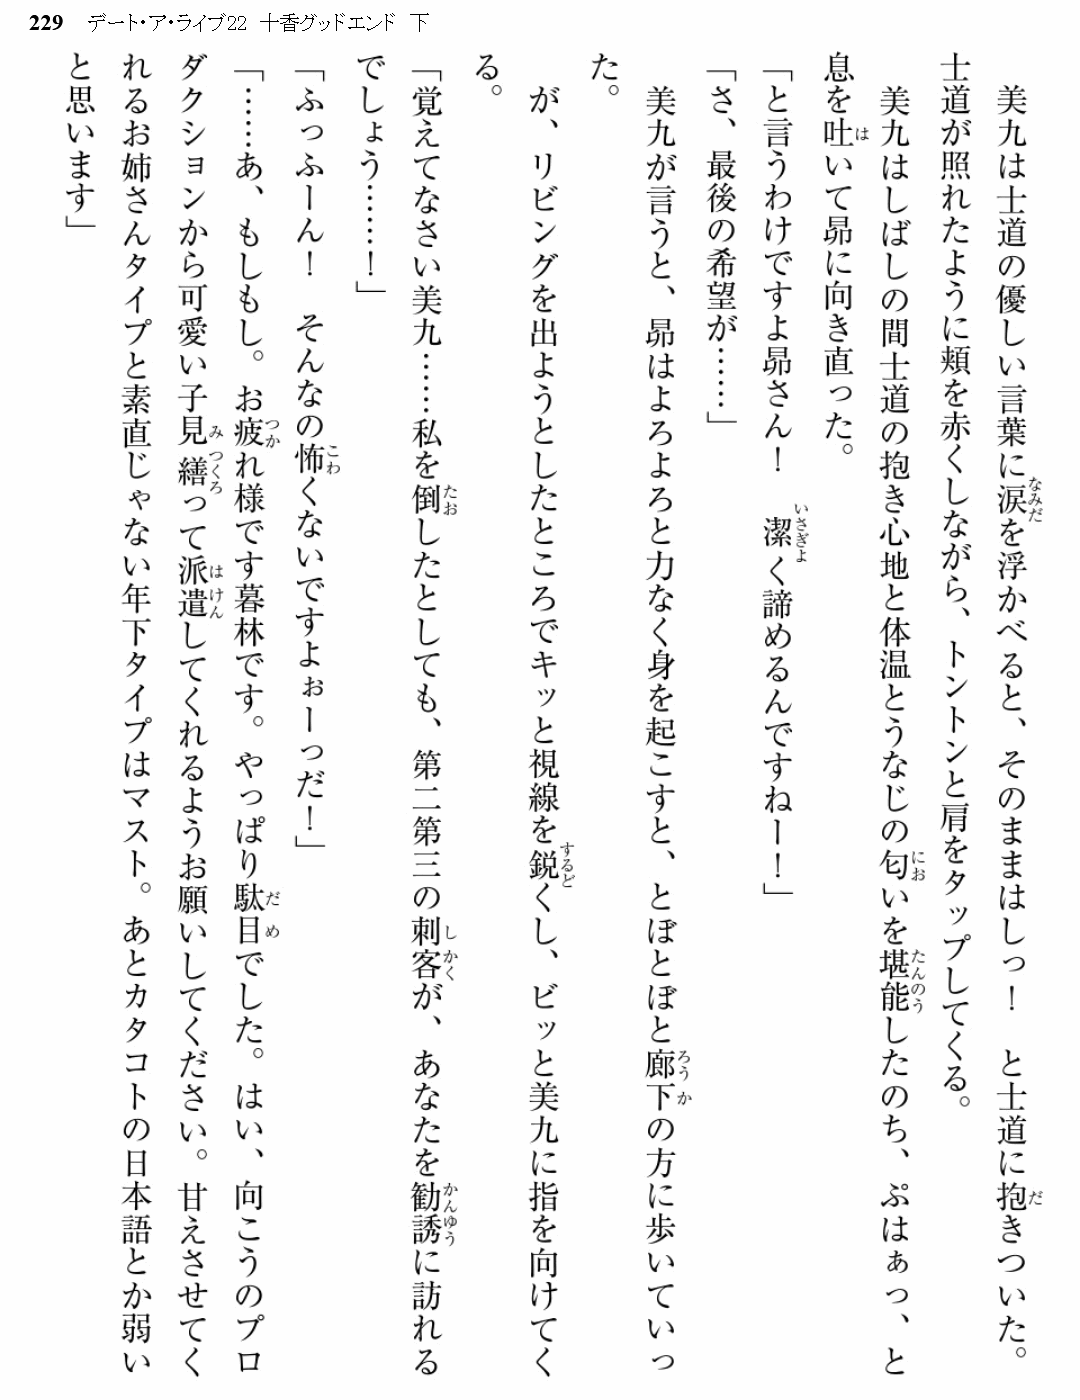 229 デート・ア・ライブ22 十香グッドエンド 下
　美九は士道の優しい言葉に涙を浮かべると、そのままはしっ！　と士道に抱きついた。
士道が照れたように頬を赤くしながら、トントンと肩をタップしてくる。
　美九はしばしの間士道の抱き心地と体温とうなじの匂いを堪能したのち、ぷはぁっ、と
息を吐いて昴に向き直った。
「と言うわけですよ昴さん！　潔く諦めるんですねー！」
「さ、最後の希望が……」
　美九が言うと、昴はよろよろと力なく身を起こすと、とぼとぼと廊下の方に歩いていっ
た。
　が、リビングを出ようとしたところでキッと視線を鋭くし、ビッと美九に指を向けてく
る。
「覚えてなさい美九……私を倒したとしても、第二第三の刺客が、あなたを勧誘に訪れる
でしょう……！」
「ふっふーん！　そんなの怖くないですよぉーっだ！」
「……あ、もしもし。お疲れ様です暮林です。やっぱり駄目でした。はい、向こうのプロ
ダクションから可愛い子見繕って派遣してくれるようお願いしてください。甘えさせてく
れるお姉さんタイプと素直じゃない年下タイプはマスト。あとカタコトの日本語とか弱い
と思います」